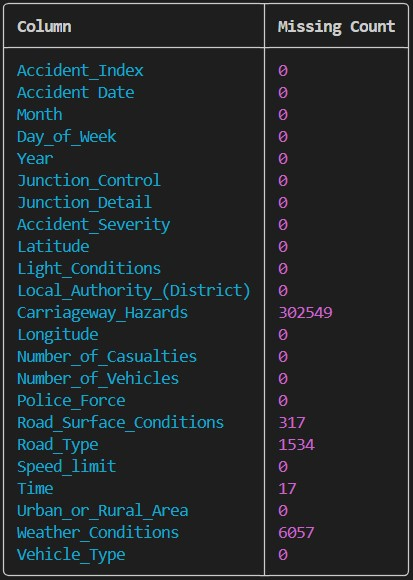 Column Missing Count
Accident_Index 0
Accident Date 0
Month 0
Day_of_Week 0
Year 0
Junction_Control 0
Junction_Detail 0
Accident_Severity 0
Latitude 0
Light_Conditions 0
Local_Authority_(District) 0
Carriageway_Hazards 302549
Longitude 0
Number_of_Casualties 0
Number_of_Vehicles 0
Police_Force 0
Road_Surface_Conditions 317
Road_Type 1534
Speed_limit 0
Time 17
Urban_or_Rural_Area 0
Weather_Conditions 6057
Vehicle_Type 0